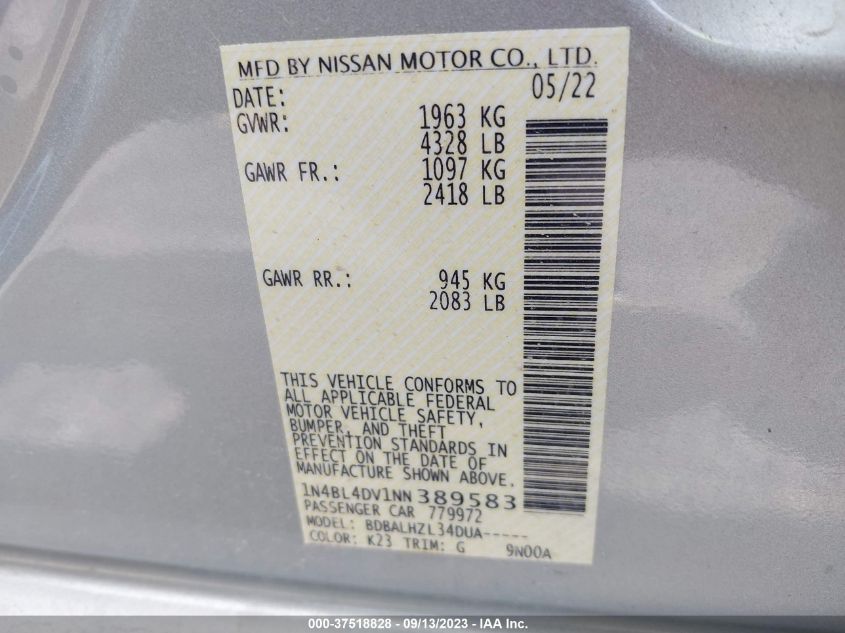 MFD BY NISSAN MOTOR CO., LTD.
DATE: 05/22
GVWR: 1963 KG
4328 LB
GAWR FR.: 1097 KG
2418 LB
GAWR RR.: 945 KG
2083 LB
THIS VEHICLE CONFORMS TO
ALL APPLICABLE FEDERAL
MOTOR VEHICLE SAFETY,
BUMPER, AND THEFT
PREVENTION STANDARDS IN
EFFECT ON THE DATE OF
MANUFACTURE SHOWN ABOVE.
1N4BL4DV1NN389583
PASSENGER CAR 779972
MODEL: BDBALHZL34DUA-----
COLOR: K23 TRIM: G 9N00A
000-37518828 - 09/13/2023 - IAA Inc.